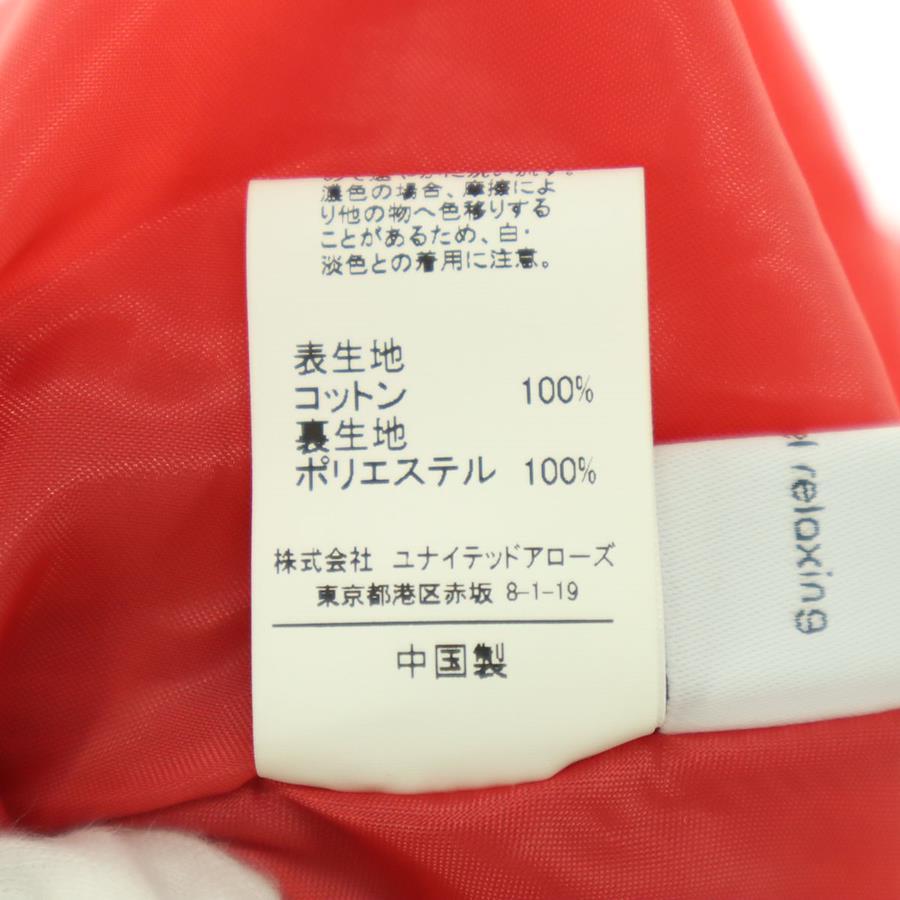 濃色の場合、摩擦によ
り他の物へ色移りする
ことがあるため、白・
淡色との着用に注意。
表生地
コットン 100%
裏生地
ポリエステル 100%
株式会社 ユナイテッドアローズ
東京都港区赤坂 8-1-19
中国製
relaxing